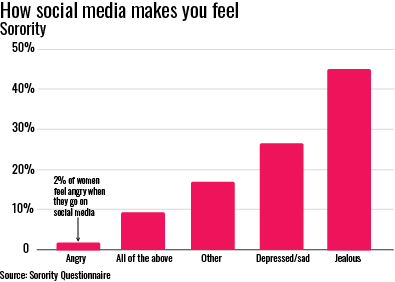 How social media makes you feel
Sorority
50%
40%
30%
20%
10%
0
2% of women
feel angry when
they go on
social media
Angry
All of the above
Other
Depressed/sad
Jealous
Source: Sorority Questionnaire